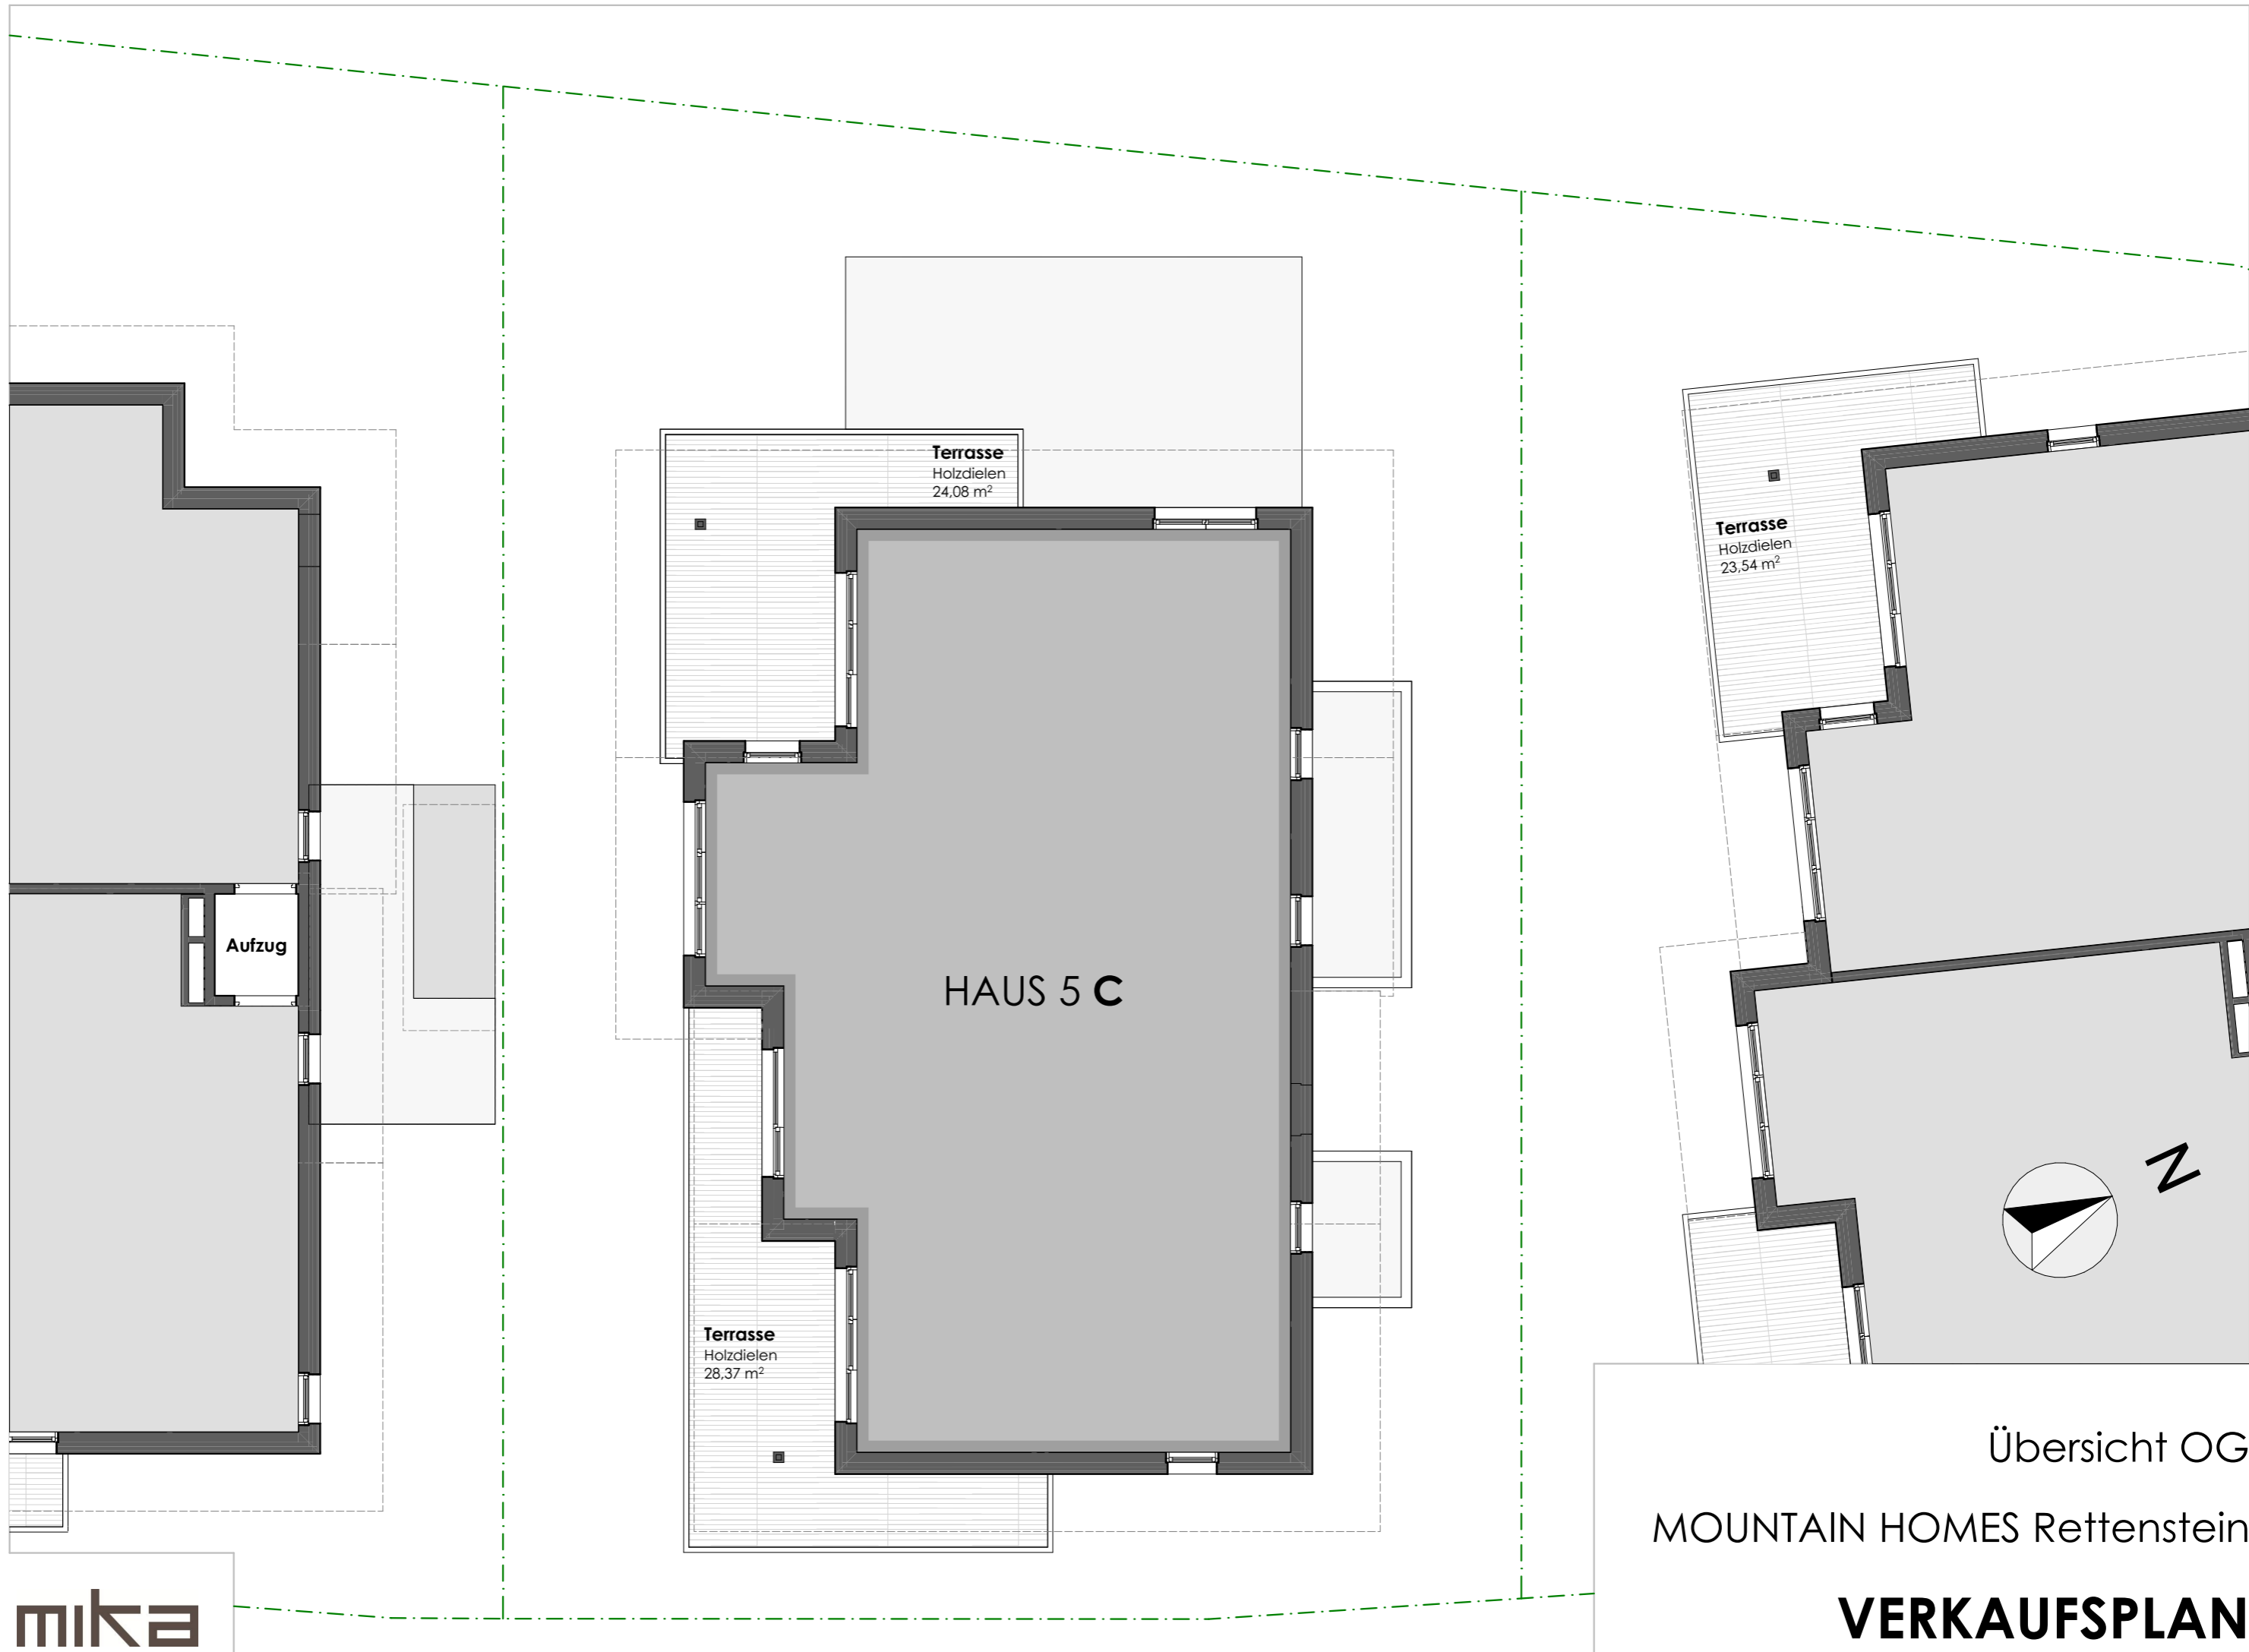 Terrasse
Holzdielen
24,08 m²
Terrasse
Holzdielen
23,54 m²
Aufzug
HAUS 5 C
N
Terrasse
Holzdielen
28,37 m²
Übersicht OG
MOUNTAIN HOMES Rettenstein
VERKAUFSPLAN
mika